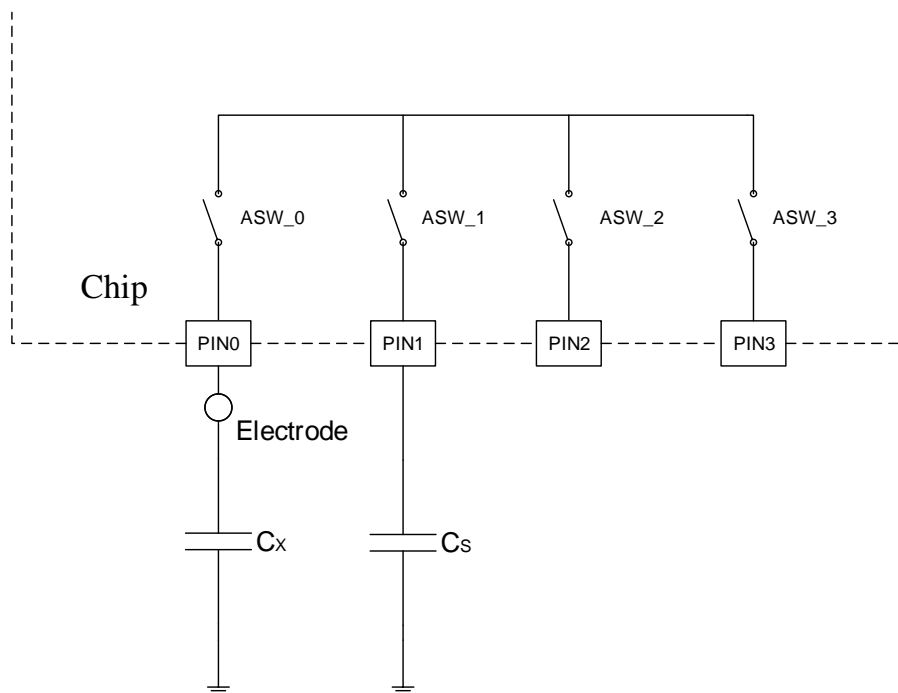 ASW_0
ASW_1
ASW_2
ASW_3
Chip
PIN0
PIN1
PIN2
PIN3
Electrode
Cx
Cs